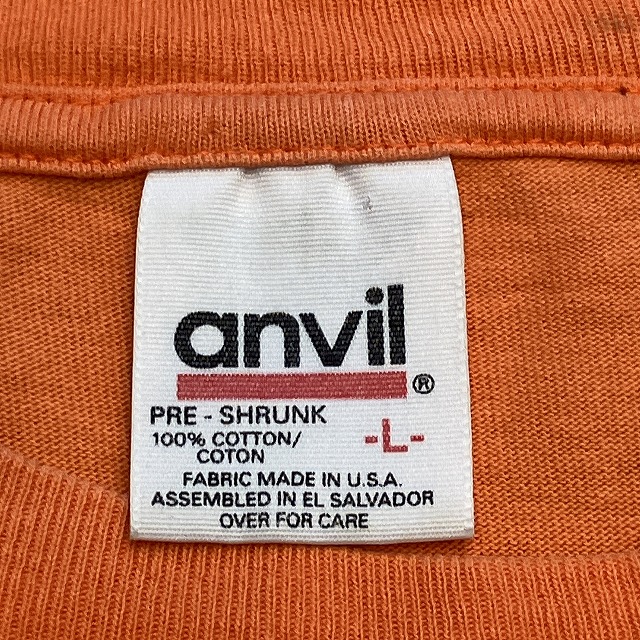 anvil®
PRE - SHRUNK
100% COTTON/
COTON
-L-
FABRIC MADE IN U.S.A.
ASSEMBLED IN EL SALVADOR
OVER FOR CARE